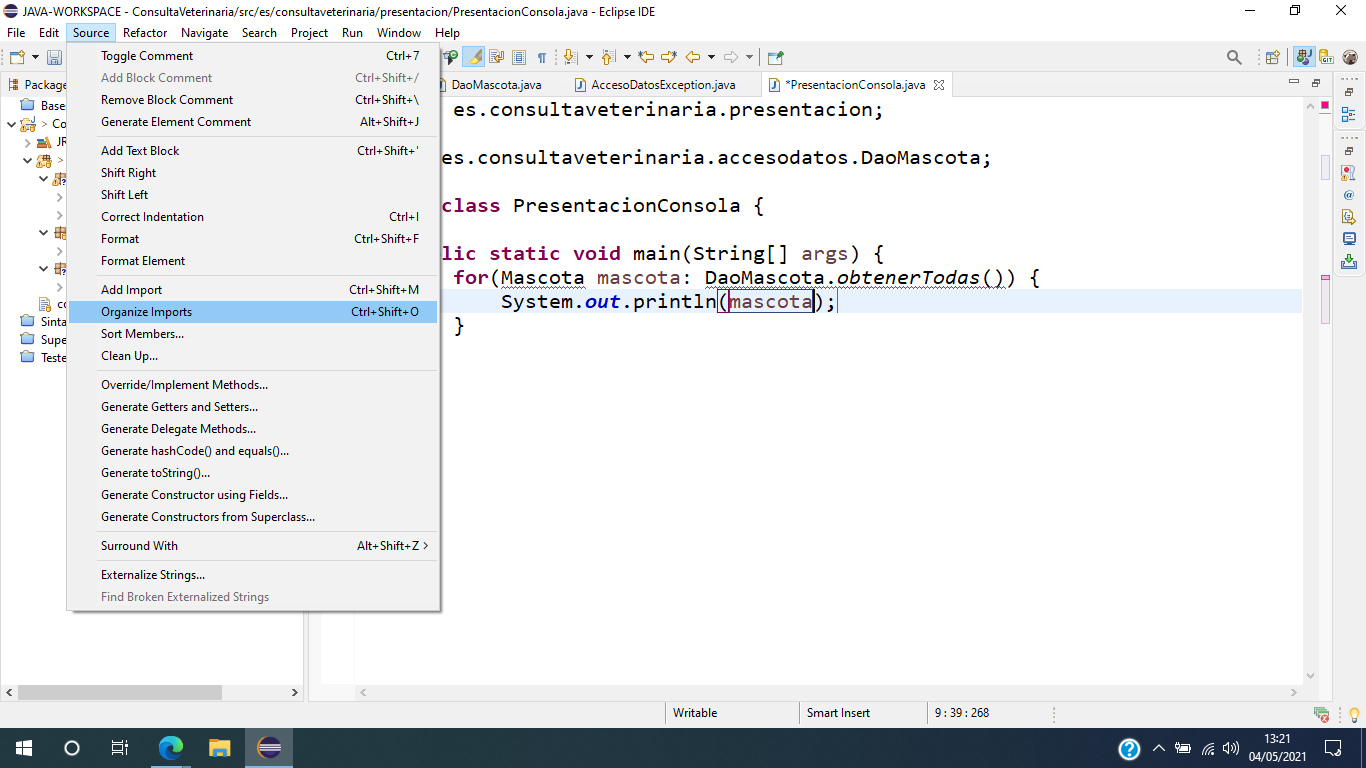 JAVA-WORKSPACE - ConsultaVeterinaria/src/es/consultaveterinaria/presentacion/PresentacionConsola.java - Eclipse IDE
File Edit Source Refactor Navigate Search Project Run Window Help
Package
DaoMascota.java AccesoDatosException.java *PresentacionConsola.java
Toggle Comment Ctrl+7
Add Block Comment Ctrl+Shift+/
Remove Block Comment Ctrl+Shift+\
Generate Element Comment Alt+Shift+J
Add Text Block Ctrl+Shift+'
Shift Right
Shift Left
Correct Indentation Ctrl+I
Format Ctrl+Shift+F
Format Element
Add Import Ctrl+Shift+M
Organize Imports Ctrl+Shift+O
Sort Members...
Clean Up...
Override/Implement Methods...
Generate Getters and Setters...
Generate Delegate Methods...
Generate hashCode() and equals()...
Generate toString()...
Generate Constructor using Fields...
Generate Constructors from Superclass...
Surround With Alt+Shift+Z >
Externalize Strings...
Find Broken Externalized Strings
Base
> Co
JR
>
co
Sinta
Supe
Teste
es.consultaveterinaria.presentacion;
es.consultaveterinaria.accesodatos.DaoMascota;
class PresentacionConsola {
lic static void main(String[] args) {
for(Mascota mascota: DaoMascota.obtenerTodas()) {
System.out.println(mascota);
}
Writable Smart Insert 9 : 39 : 268
13:21
04/05/2021